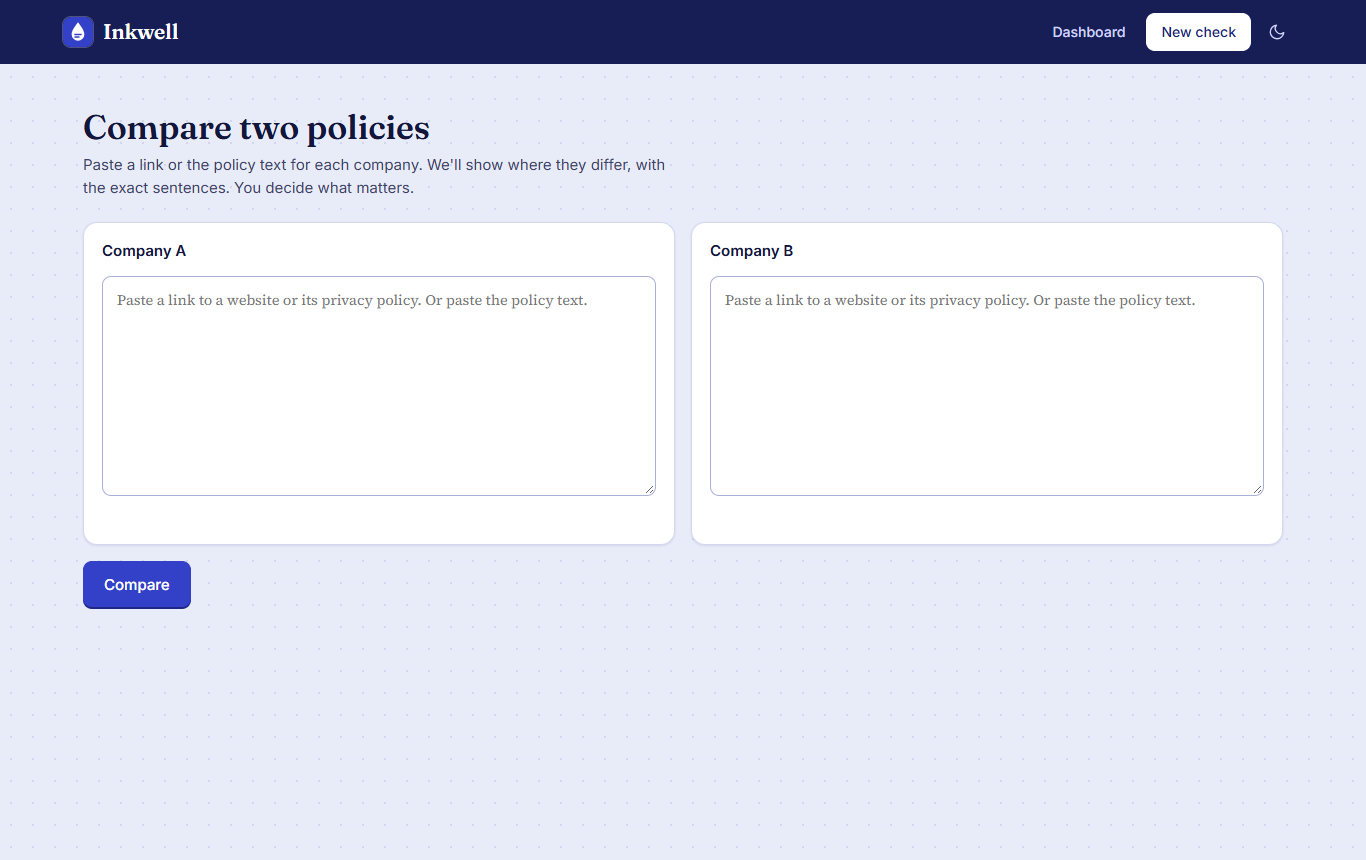 Inkwell
Dashboard
New check
Compare two policies
Paste a link or the policy text for each company. We'll show where they differ, with
the exact sentences. You decide what matters.
Company A
Paste a link to a website or its privacy policy. Or paste the policy text.
Company B
Paste a link to a website or its privacy policy. Or paste the policy text.
Compare